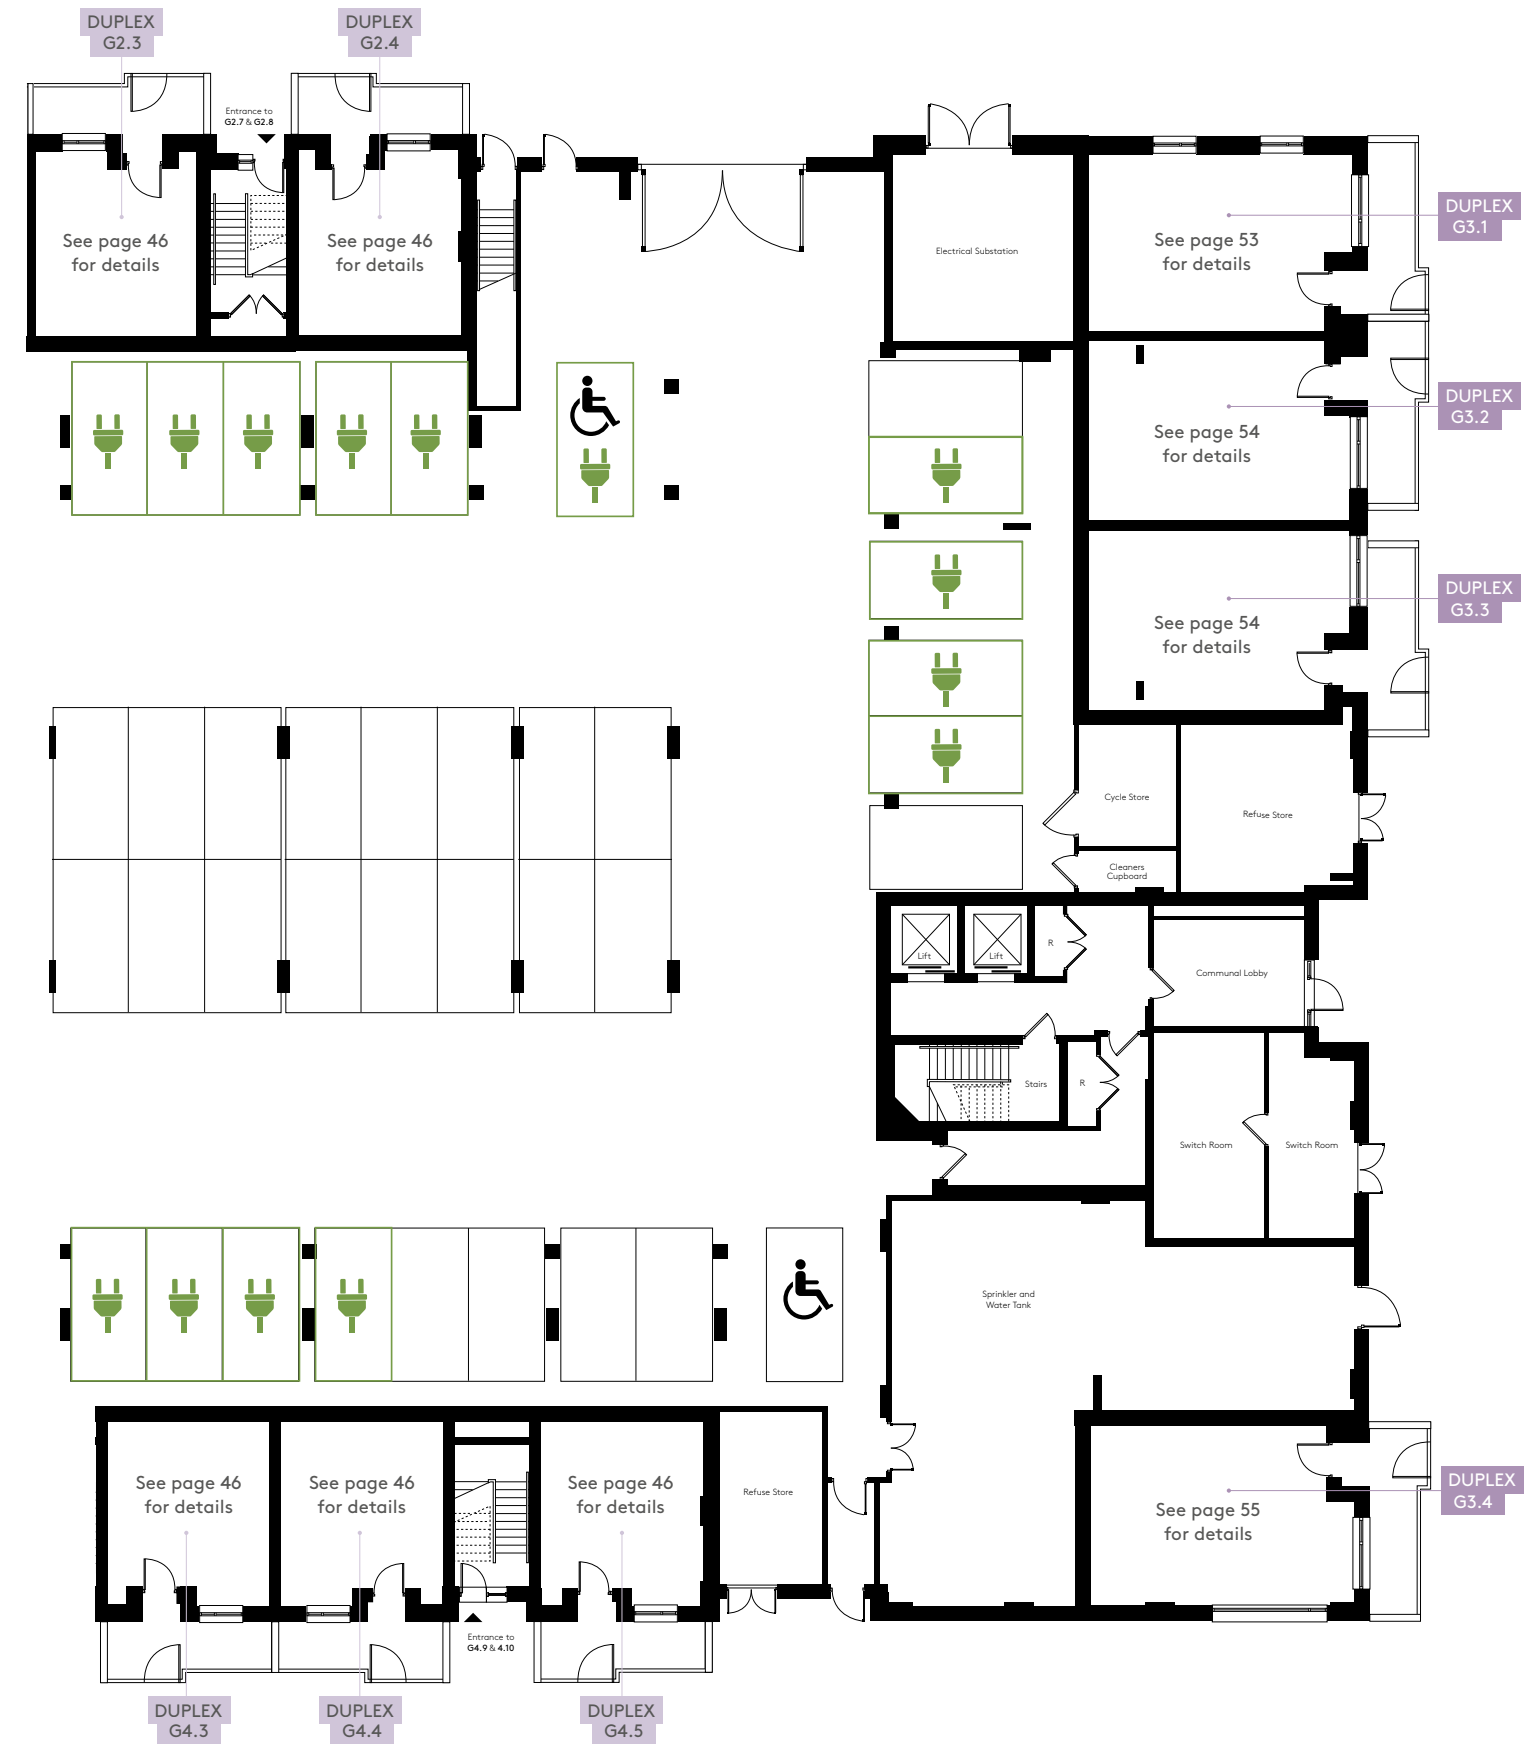 DUPLEX
G2.3
DUPLEX
G2.4
Entrance to
G2.7 & G2.8
See page 46
for details
See page 46
for details
Electrical Substation
See page 53
for details
DUPLEX
G3.1
See page 54
for details
DUPLEX
G3.2
See page 54
for details
DUPLEX
G3.3
Cycle Store
Refuse Store
Cleaners
Cupboard
Lift
Lift
R
Communal Lobby
Stairs
R
Switch Room
Switch Room
Sprinkler and
Water Tank
See page 46
for details
See page 46
for details
See page 46
for details
Refuse Store
See page 55
for details
DUPLEX
G3.4
Entrance to
G4.9 & 4.10
DUPLEX
G4.3
DUPLEX
G4.4
DUPLEX
G4.5